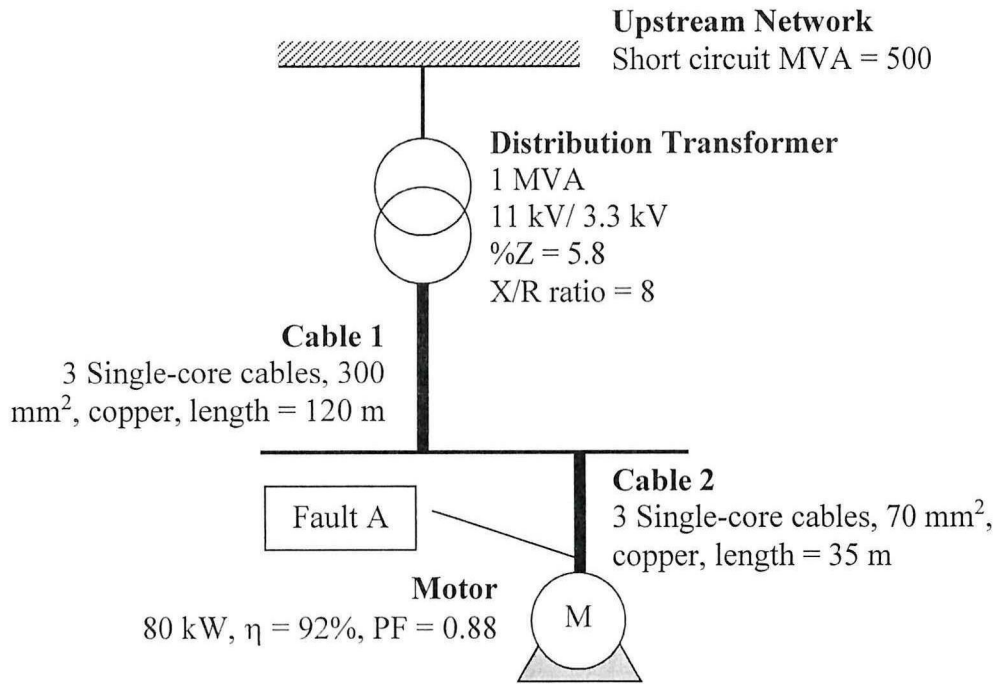 Upstream Network
Short circuit MVA = 500
Distribution Transformer
1 MVA
11 kV/ 3.3 kV
%Z = 5.8
X/R ratio = 8
Cable 1
3 Single-core cables, 300
mm², copper, length = 120 m
Cable 2
3 Single-core cables, 70 mm²,
copper, length = 35 m
Fault A
Motor
80 kW, η = 92%, PF = 0.88
M